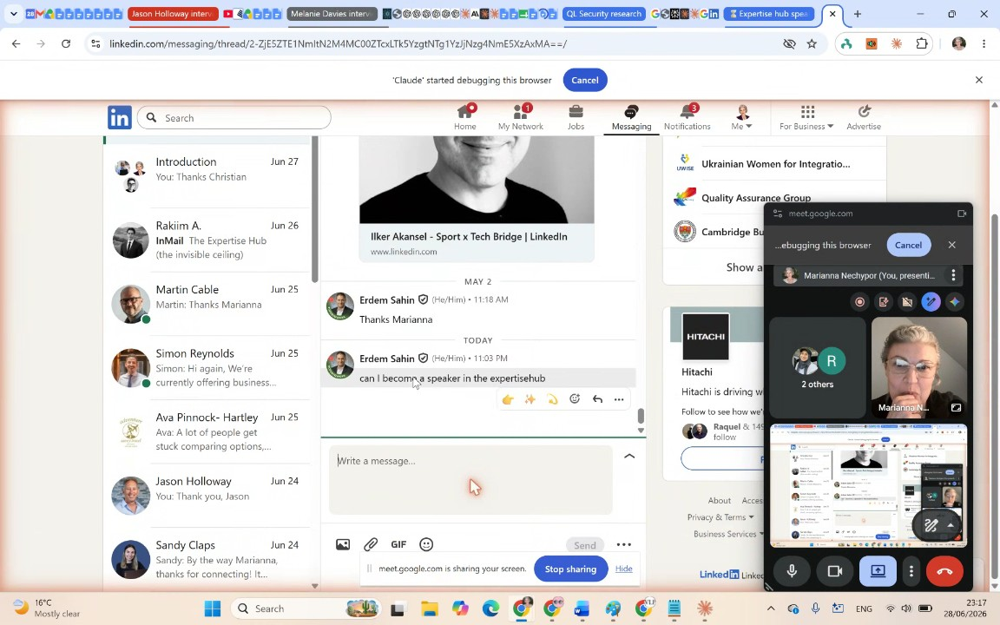 Jason Holloway interv
Melanie Davies interv
QL Security research
Expertise hub spea
linkedin.com/messaging/thread/2-ZjE5ZTE1NmItN2M4MC00ZTcxLTk5YzgtNTg1YzJjNzg4NmE5XzAxMA==/
'Claude' started debugging this browser
Cancel
in
Search
Home
1
My Network
Jobs
Messaging
3
Notifications
Me
For Business
Advertise
Introduction
Jun 27
You: Thanks Christian
Rakiim A.
Jun 26
InMail The Expertise Hub
(the invisible ceiling)
Martin Cable
Jun 25
Martin: Thanks Marianna
Simon Reynolds
Jun 25
Simon: Hi again, We're
currently offering business...
Ava Pinnock- Hartley
Jun 25
Ava: A lot of people get
stuck comparing options,...
Jason Holloway
Jun 24
You: Thank you, Jason
Sandy Claps
Jun 24
Sandy: By the way Marianna,
thanks for connecting! It...
Ilker Akansel - Sport x Tech Bridge | LinkedIn
www.linkedin.com
MAY 2
Erdem Sahin (He/Him) • 11:18 AM
Thanks Marianna
TODAY
Erdem Sahin (He/Him) • 11:03 PM
can I become a speaker in the expertisehub
Write a message...
GIF
Send
meet.google.com is sharing your screen.
Stop sharing
Hide
UWISE
Ukrainian Women for Integratio...
Quality Assurance Group
Cambridge Bu
Show a
HITACHI
Hitachi
Hitachi is driving w
Follow to see how we'
Raquel & 149
follow
About
Acces
Privacy & Terms
Business Services
LinkedIn
meet.google.com
...ebugging this browser
Cancel
Marianna Nechypor (You, presenti...
R
2 others
Marianna N...
16°C
Mostly clear
Search
ENG
23:17
28/06/2026